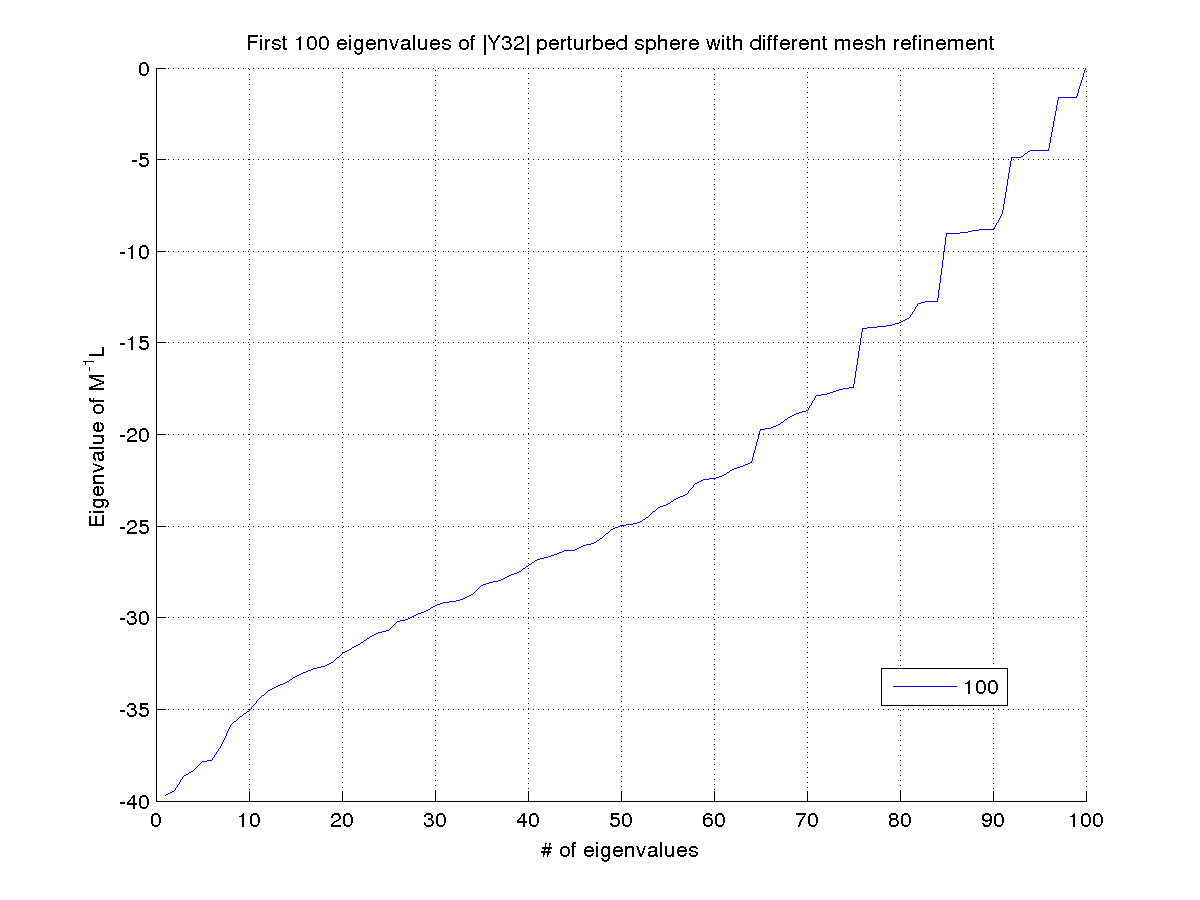 First 100 eigenvalues of |Y32| perturbed sphere with different mesh refinement
0
-5
-10
-15
-20
-25
-30
-35
-40
Eigenvalue of M⁻¹L
100
0 10 20 30 40 50 60 70 80 90 100
# of eigenvalues